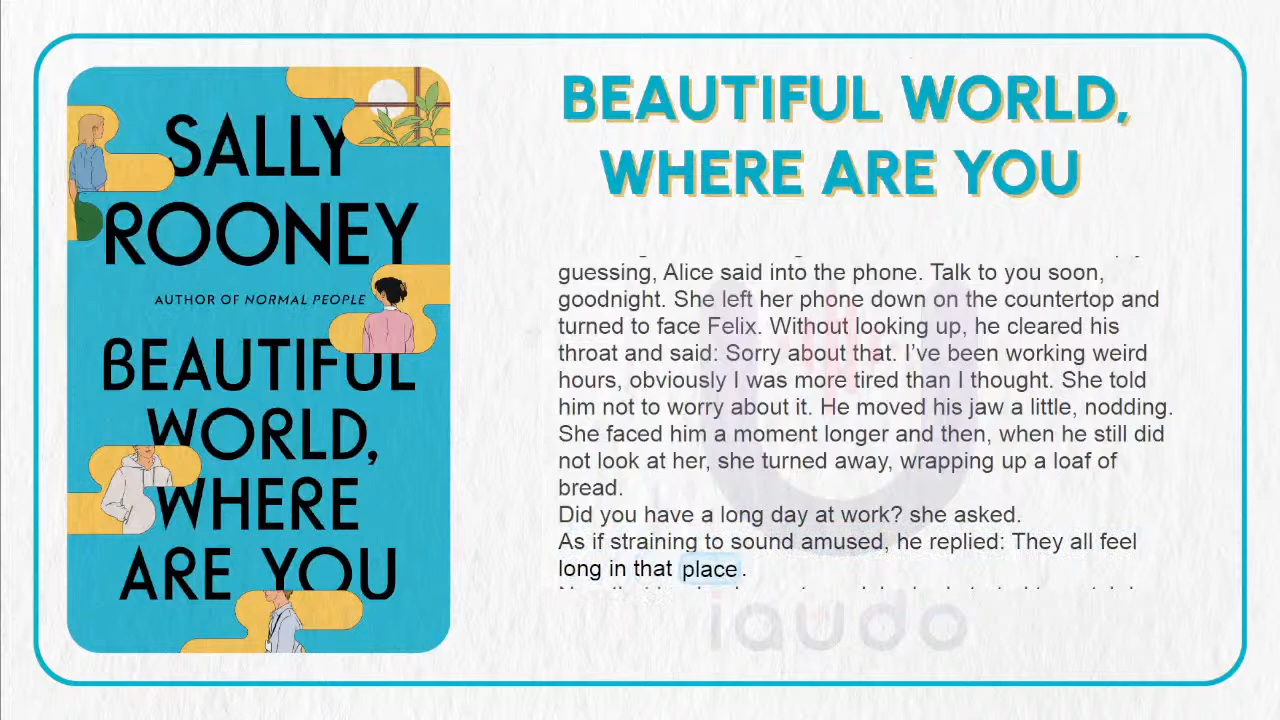 SALLY
ROONEY
AUTHOR OF NORMAL PEOPLE
BEAUTIFUL
WORLD,
WHERE
ARE YOU
BEAUTIFUL WORLD,
WHERE ARE YOU
guessing, Alice said into the phone. Talk to you soon,
goodnight. She left her phone down on the countertop and
turned to face Felix. Without looking up, he cleared his
throat and said: Sorry about that. I’ve been working weird
hours, obviously I was more tired than I thought. She told
him not to worry about it. He moved his jaw a little, nodding.
She faced him a moment longer and then, when he still did
not look at her, she turned away, wrapping up a loaf of
bread.
Did you have a long day at work? she asked.
As if straining to sound amused, he replied: They all feel
long in that place.
iaudo